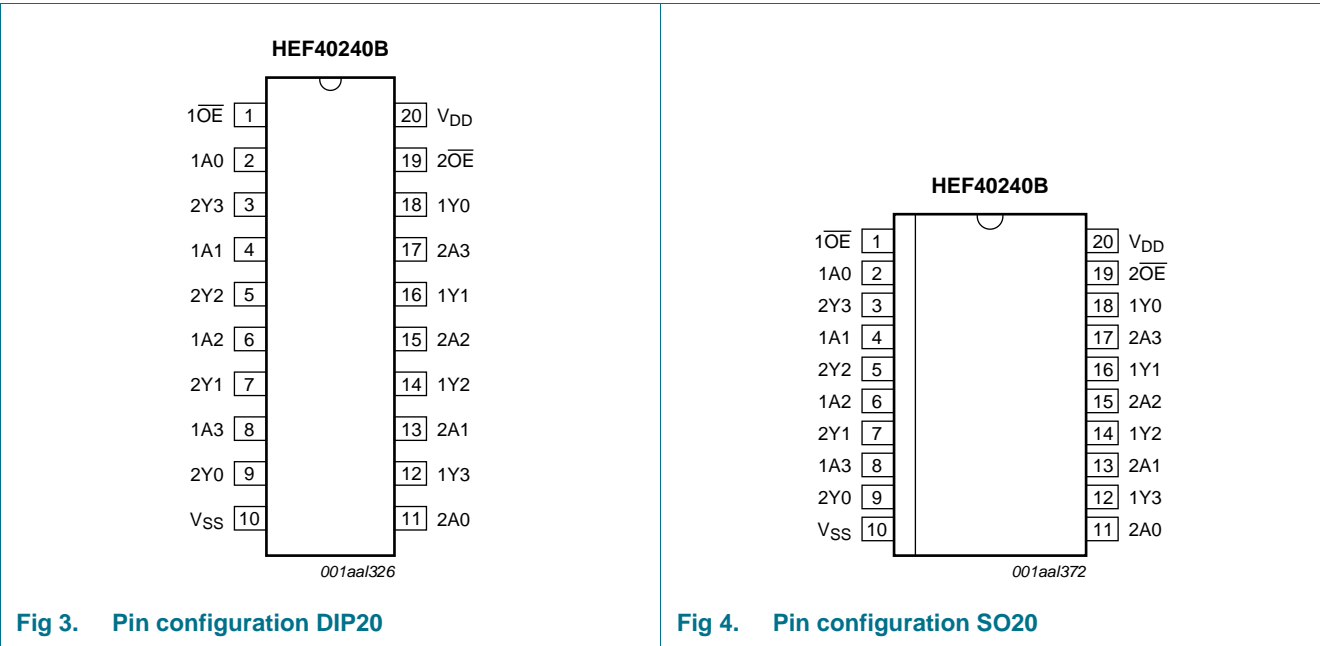 HEF40240B
1O̅E̅ 1 20 VDD
1A0 2 19 2O̅E̅
2Y3 3 18 1Y0
1A1 4 17 2A3
2Y2 5 16 1Y1
1A2 6 15 2A2
2Y1 7 14 1Y2
1A3 8 13 2A1
2Y0 9 12 1Y3
VSS 10 11 2A0
001aal326
Fig 3. Pin configuration DIP20
HEF40240B
1O̅E̅ 1 20 VDD
1A0 2 19 2O̅E̅
2Y3 3 18 1Y0
1A1 4 17 2A3
2Y2 5 16 1Y1
1A2 6 15 2A2
2Y1 7 14 1Y2
1A3 8 13 2A1
2Y0 9 12 1Y3
VSS 10 11 2A0
001aal372
Fig 4. Pin configuration SO20